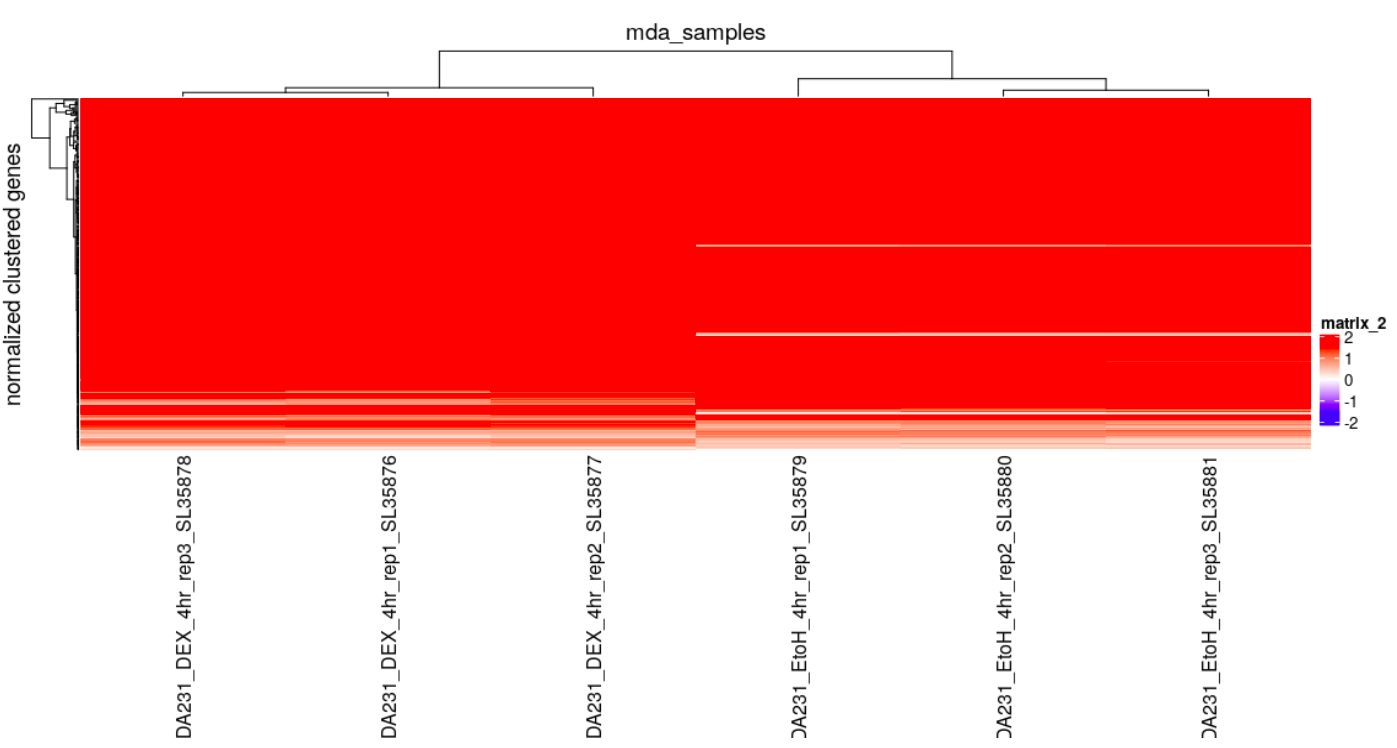 mda_samples
normalized clustered genes
matrix_2
2
1
0
-1
-2
DA231_DEX_4hr_rep3_SL35878
DA231_DEX_4hr_rep1_SL35876
DA231_DEX_4hr_rep2_SL35877
DA231_EtoH_4hr_rep1_SL35879
DA231_EtoH_4hr_rep2_SL35880
DA231_EtoH_4hr_rep3_SL35881